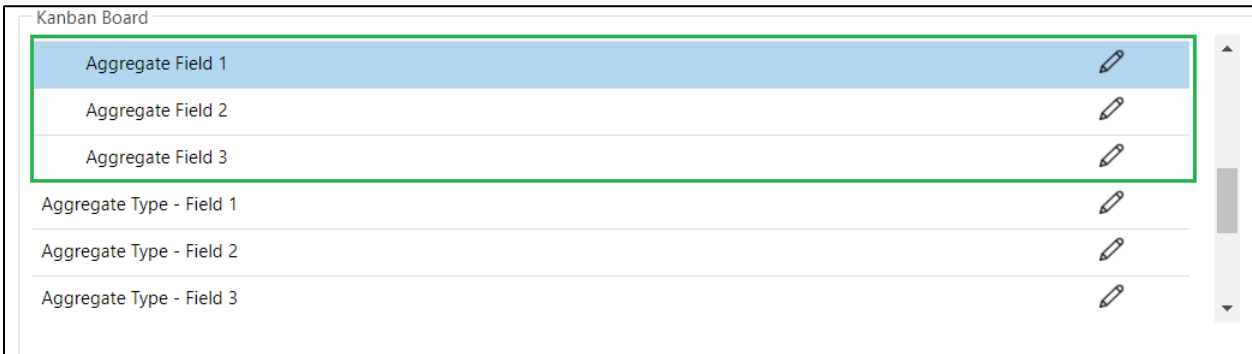 Kanban Board
Aggregate Field 1
Aggregate Field 2
Aggregate Field 3
Aggregate Type - Field 1
Aggregate Type - Field 2
Aggregate Type - Field 3